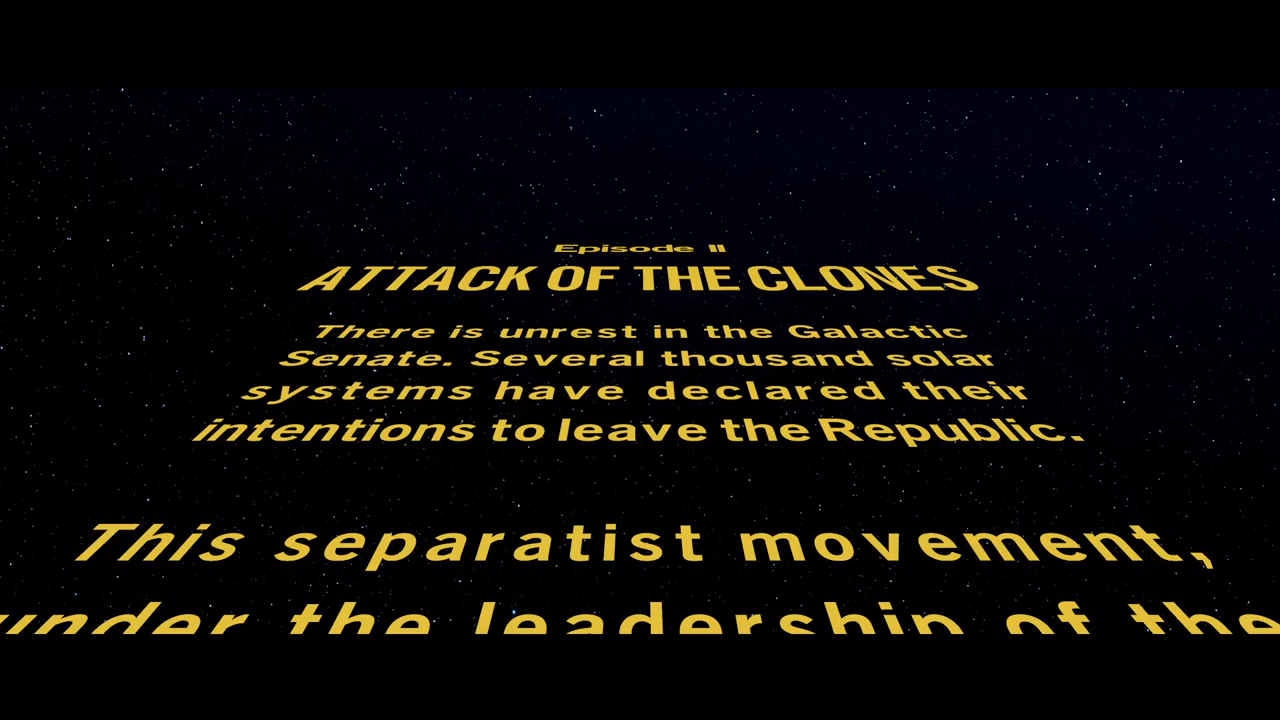 Episode II
ATTACK OF THE CLONES
There is unrest in the Galactic
Senate. Several thousand solar
systems have declared their
intentions to leave the Republic.
This separatist movement,
under the leadership of the